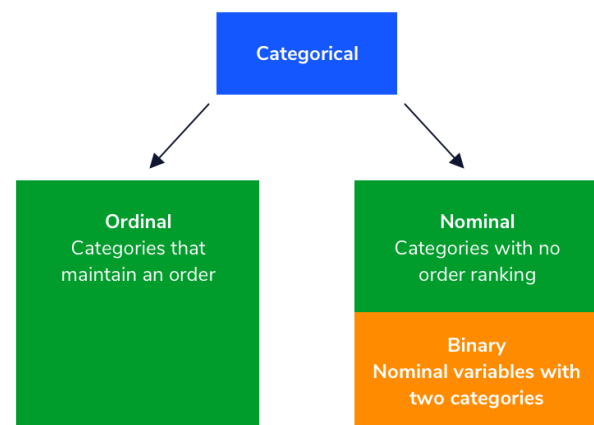 Categorical
Ordinal
Categories that
maintain an order
Nominal
Categories with no
order ranking
Binary
Nominal variables with
two categories